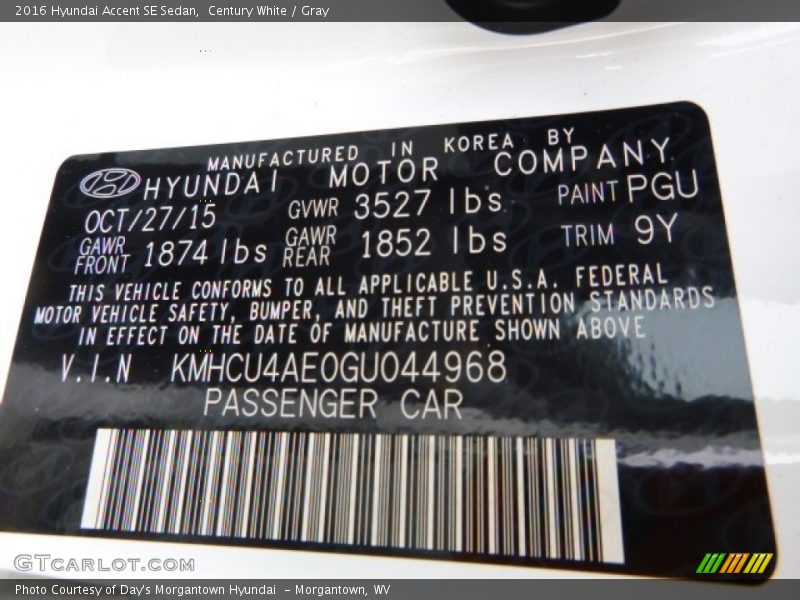 2016 Hyundai Accent SE Sedan,  Century White / Gray
MANUFACTURED IN KOREA BY
HYUNDAI MOTOR COMPANY
OCT/27/15 GVWR 3527 lbs PAINT PGU
GAWR FRONT 1874 lbs GAWR REAR 1852 lbs TRIM 9Y
THIS VEHICLE CONFORMS TO ALL APPLICABLE U.S.A. FEDERAL
MOTOR VEHICLE SAFETY, BUMPER, AND THEFT PREVENTION STANDARDS
IN EFFECT ON THE DATE OF MANUFACTURE SHOWN ABOVE
V.I.N KMHCU4AE0GU044968
PASSENGER CAR
GTCARLOT.COM
Photo Courtesy of Day's Morgantown Hyundai  - Morgantown, WV